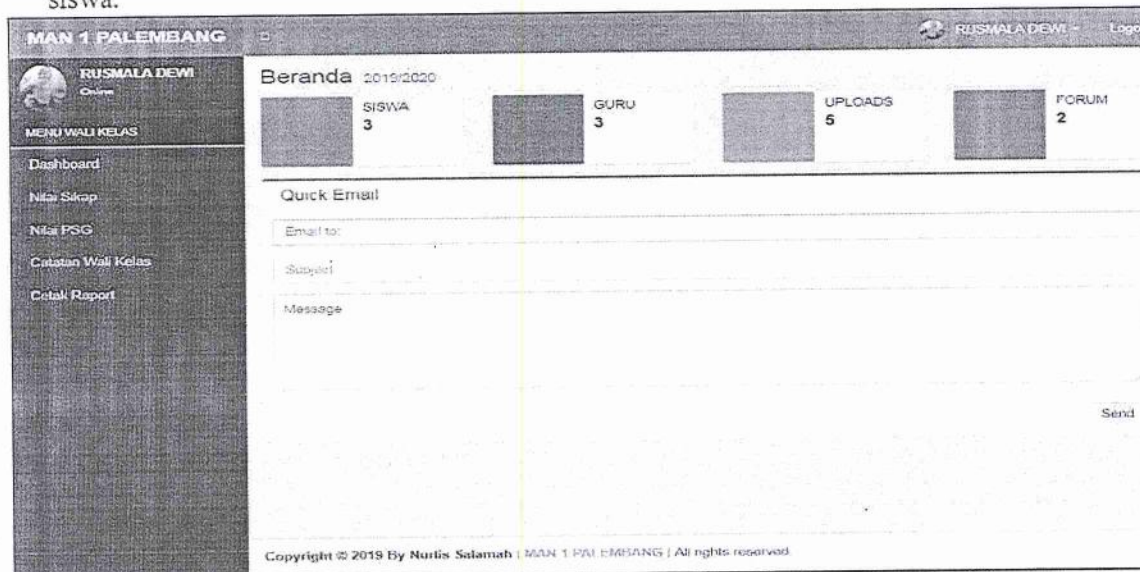 siswa.
MAN 1 PALEMBANG
RUSMALA DEWI
RUSMALA DEWI
Online
MENU WALI KELAS
Dashboard
Nilai Sikap
Nilai PSG
Catatan Wali Kelas
Cetak Raport
Beranda 2019/2020
SISWA
3
GURU
3
UPLOADS
5
FORUM
2
Quick Email
Email to:
Subject
Message
Send
Copyright © 2019 By Nurlis Salamah | MAN 1 PALEMBANG | All rights reserved